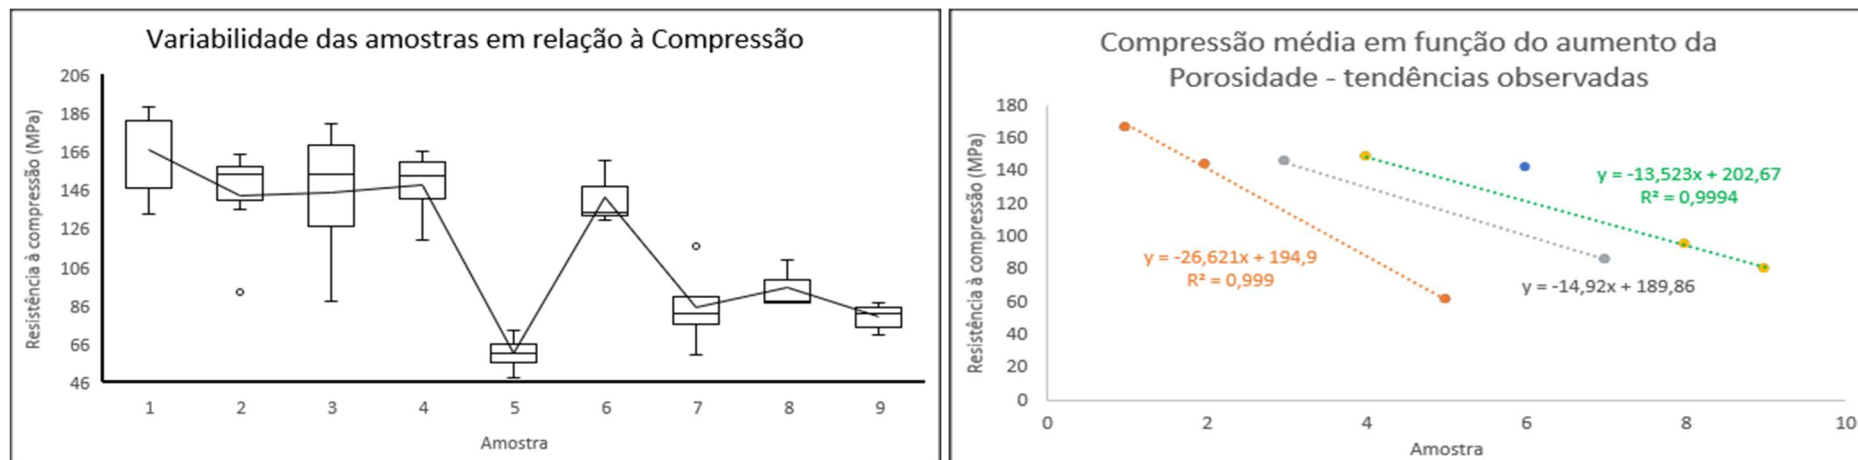 Variabilidade das amostras em relação à Compressão
Resistência à compressão (MPa)
206
186
166
146
126
106
86
66
46
1 2 3 4 5 6 7 8 9
Amostra
Compressão média em função do aumento da
Porosidade - tendências observadas
Resistência à compressão (MPa)
180
160
140
120
100
80
60
40
20
0
y = -13,523x + 202,67
R² = 0,9994
y = -26,621x + 194,9
R² = 0,999
y = -14,92x + 189,86
0 2 4 6 8 10
Amostra